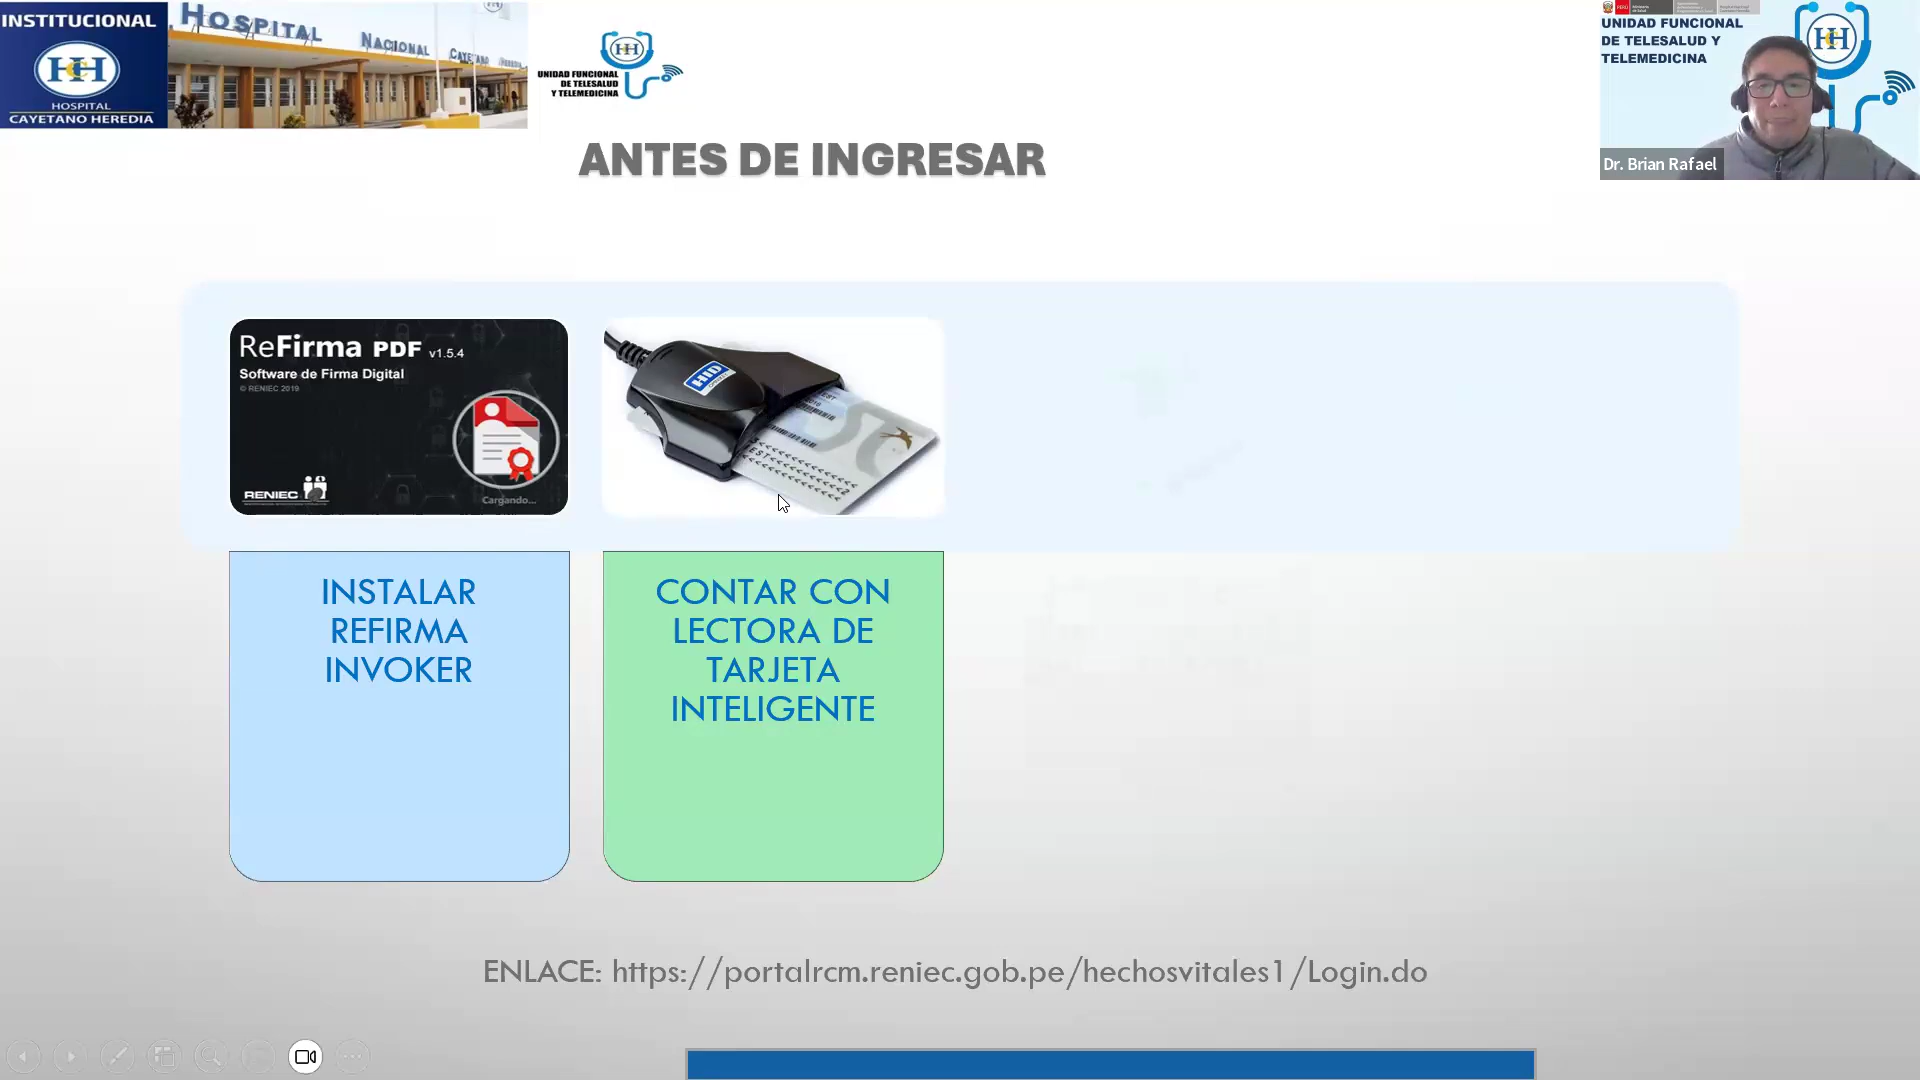 INSTITUCIONAL
HOSPITAL
CAYETANO HEREDIA
HOSPITAL NACIONAL CAYETANO HEREDIA
UNIDAD FUNCIONAL
DE TELESALUD
Y TELEMEDICINA
UNIDAD FUNCIONAL
DE TELESALUD Y
TELEMEDICINA
Dr. Brian Rafael
ANTES DE INGRESAR
ReFirma PDF v1.5.4
Software de Firma Digital
© RENIEC 2019
RENIEC
Cargando...
HID
INSTALAR
REFIRMA
INVOKER
CONTAR CON
LECTORA DE
TARJETA
INTELIGENTE
ENLACE: https://portalrcm.reniec.gob.pe/hechosvitales1/Login.do